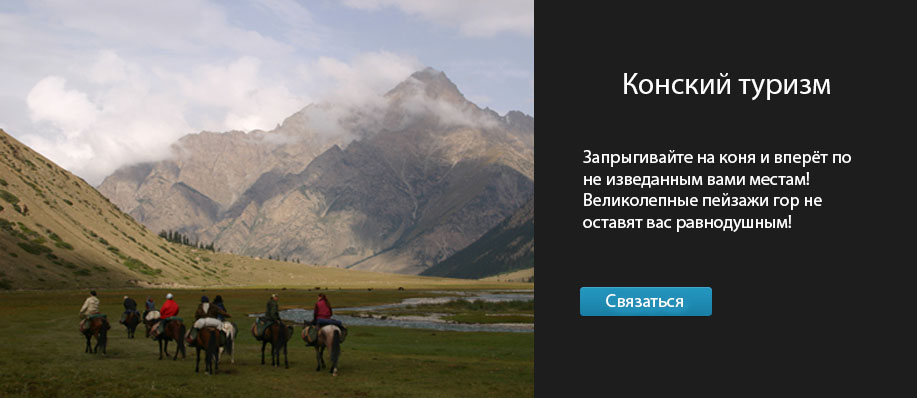 Конский туризм
Запрыгивайте на коня и вперёт по
не изведанным вами местам!
Великолепные пейзажи гор не
оставят вас равнодушным!
Связаться